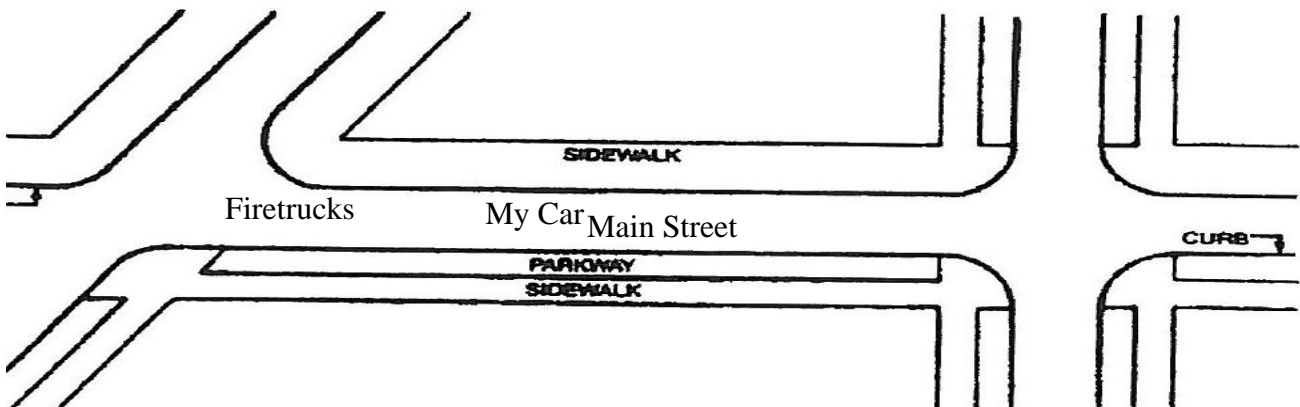 SIDEWALK
Firetrucks
My Car
Main Street
CURB
PARKWAY
SIDEWALK